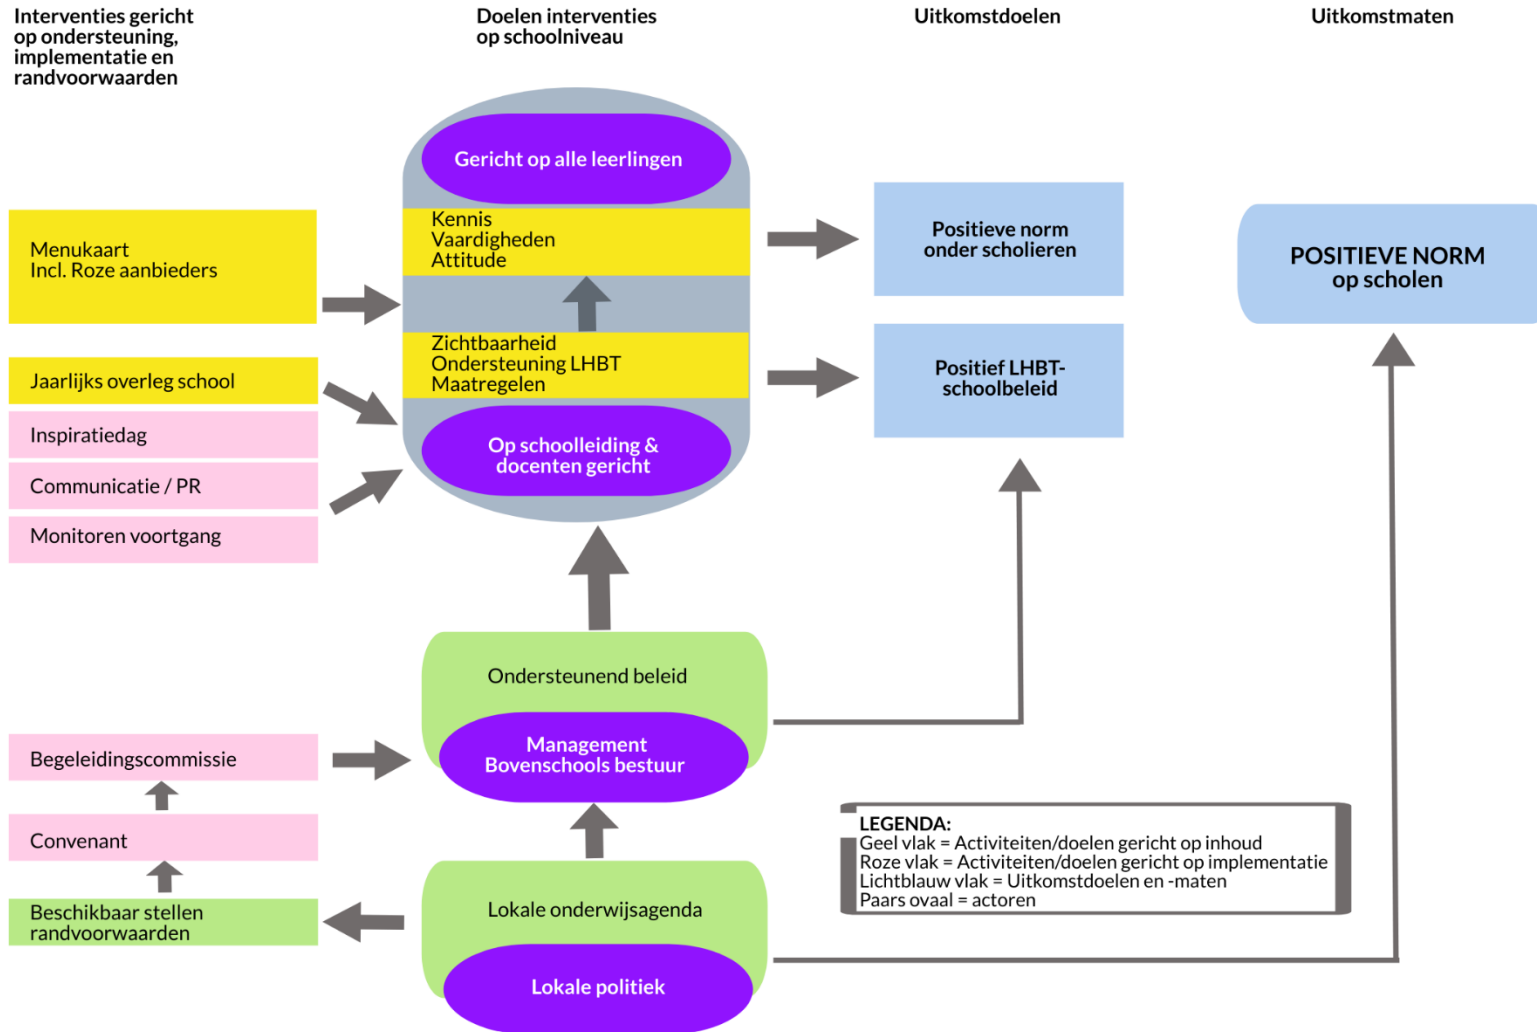 Interventies gericht
op ondersteuning,
implementatie en
randvoorwaarden
Doelen interventies
op schoolniveau
Uitkomstdoelen
Uitkomstmaten
Gericht op alle leerlingen
Menukaart
Incl. Roze aanbieders
Kennis
Vaardigheden
Attitude
Positieve norm
onder scholieren
POSITIEVE NORM
op scholen
Zichtbaarheid
Ondersteuning LHBT
Maatregelen
Positief LHBT-
schoolbeleid
Jaarlijks overleg school
Inspiratiedag
Communicatie / PR
Monitoren voortgang
Op schoolleiding &
docenten gericht
Ondersteunend beleid
Management
Bovenschools bestuur
Begeleidingscommissie
Convenant
Beschikbaar stellen
randvoorwaarden
Lokale onderwijsagenda
Lokale politiek
LEGENDA:
Geel vlak = Activiteiten/doelen gericht op inhoud
Roze vlak = Activiteiten/doelen gericht op implementatie
Lichtblauw vlak = Uitkomstdoelen en -maten
Paars ovaal = actoren